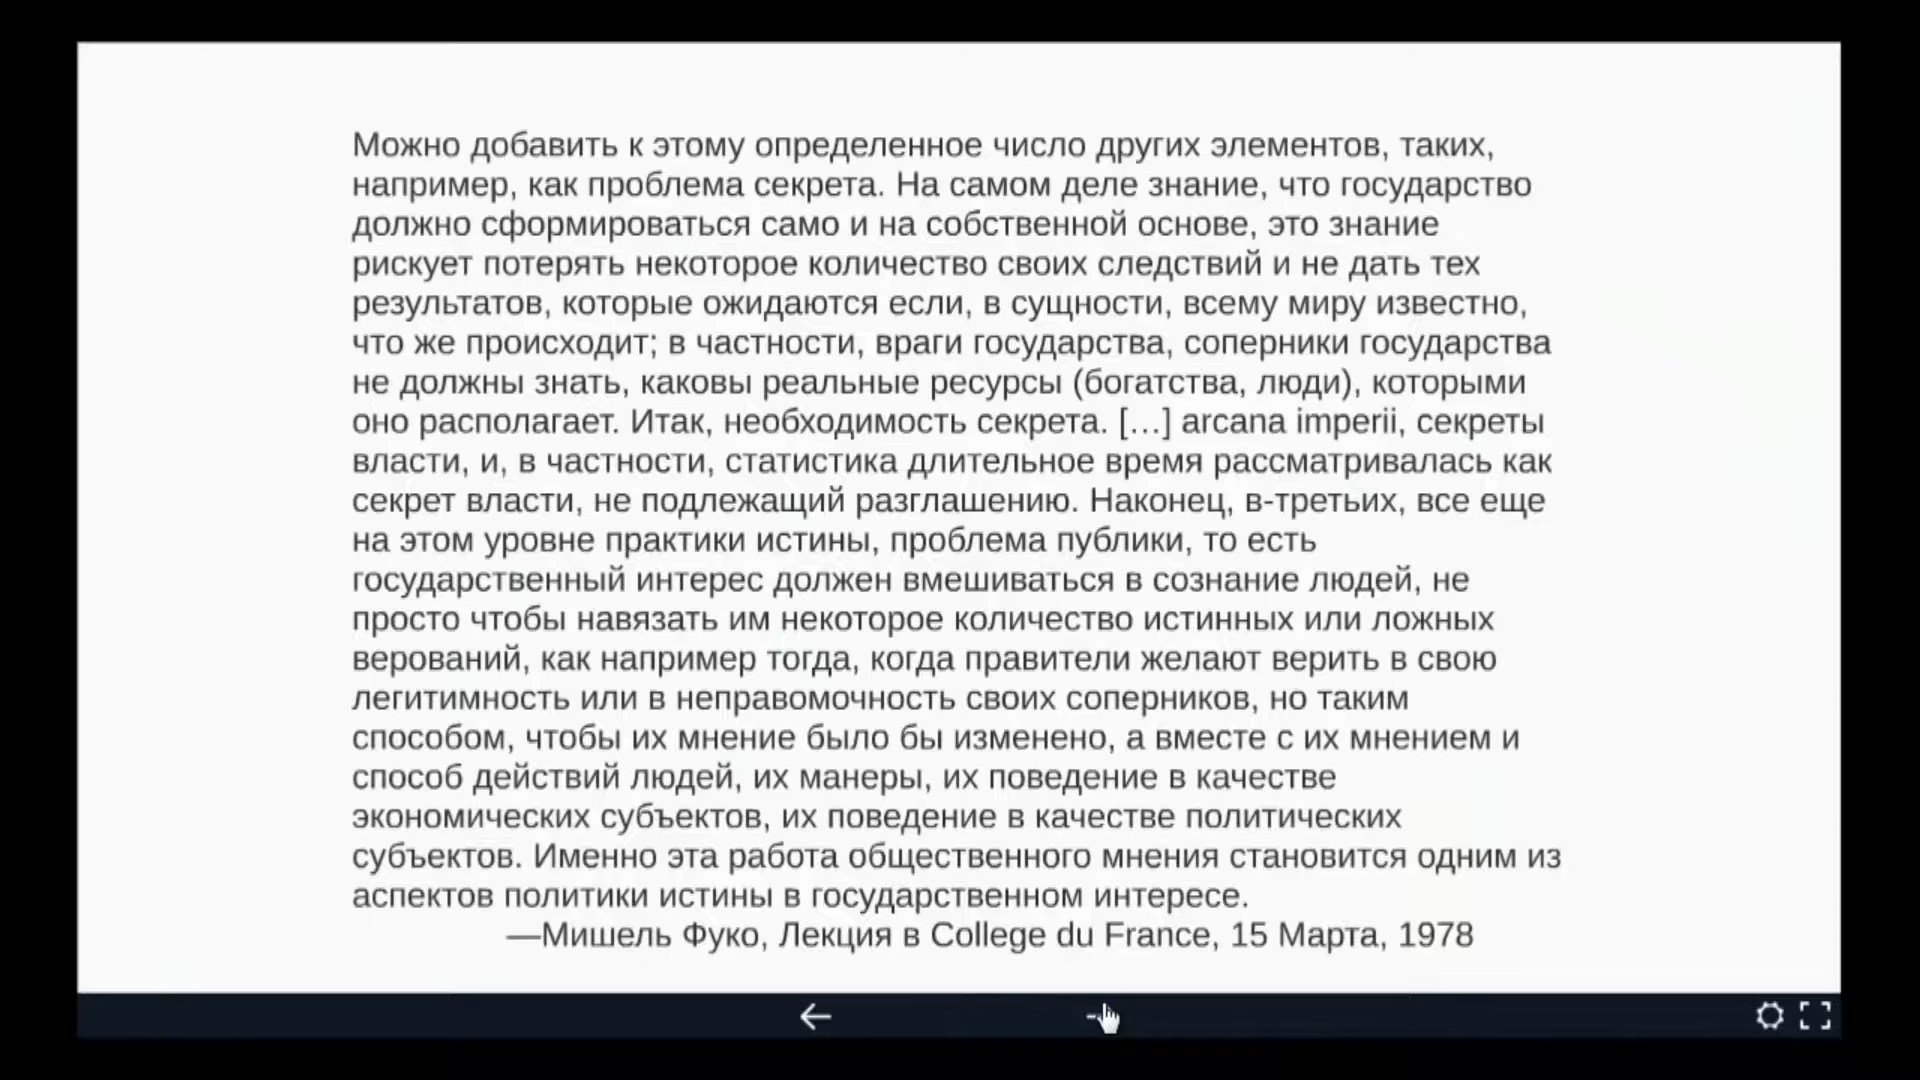 Можно добавить к этому определенное число других элементов, таких,
например, как проблема секрета. На самом деле знание, что государство
должно сформироваться само и на собственной основе, это знание
рискует потерять некоторое количество своих следствий и не дать тех
результатов, которые ожидаются если, в сущности, всему миру известно,
что же происходит; в частности, враги государства, соперники государства
не должны знать, каковы реальные ресурсы (богатства, люди), которыми
оно располагает. Итак, необходимость секрета. […] arcana imperii, секреты
власти, и, в частности, статистика длительное время рассматривалась как
секрет власти, не подлежащий разглашению. Наконец, в-третьих, все еще
на этом уровне практики истины, проблема публики, то есть
государственный интерес должен вмешиваться в сознание людей, не
просто чтобы навязать им некоторое количество истинных или ложных
верований, как например тогда, когда правители желают верить в свою
легитимность или в неправомочность своих соперников, но таким
способом, чтобы их мнение было бы изменено, а вместе с их мнением и
способ действий людей, их манеры, их поведение в качестве
экономических субъектов, их поведение в качестве политических
субъектов. Именно эта работа общественного мнения становится одним из
аспектов политики истины в государственном интересе.
—Мишель Фуко, Лекция в College du France, 15 Марта, 1978